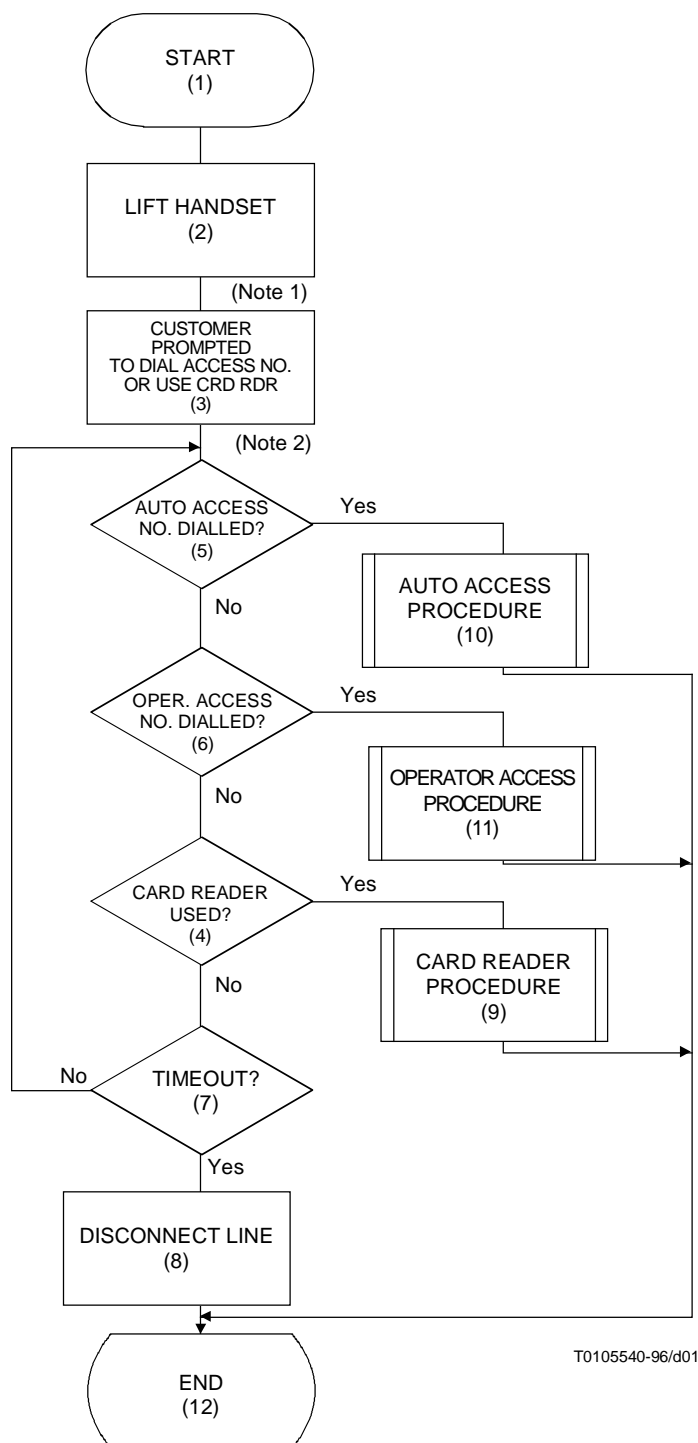 START
(1)
LIFT HANDSET
(2)
(Note 1)
CUSTOMER
PROMPTED
TO DIAL ACCESS NO.
OR USE CRD RDR
(3)
(Note 2)
AUTO ACCESS
NO. DIALLED?
(5)
Yes
AUTO ACCESS
PROCEDURE
(10)
No
OPER. ACCESS
NO. DIALLED?
(6)
Yes
OPERATOR ACCESS
PROCEDURE
(11)
No
CARD READER
USED?
(4)
Yes
CARD READER
PROCEDURE
(9)
No
TIMEOUT?
(7)
No
Yes
DISCONNECT LINE
(8)
T0105540-96/d01
END
(12)